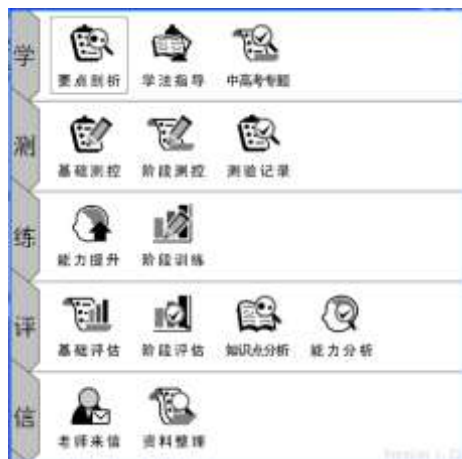 学
要点剖析 学法指导 中高考专题
测
基础测控 阶段测控 测验记录
练
能力提升 阶段训练
评
基础评估 阶段评估 知识点分析 能力分析
信
老师来信 资料整理